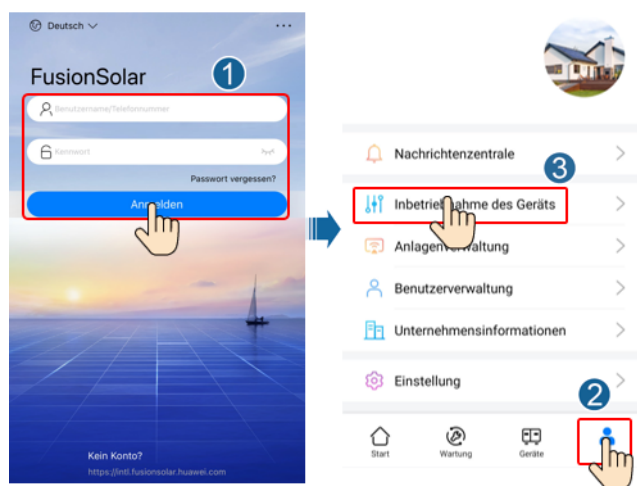 Deutsch
FusionSolar
1
Benutzername/Telefonnummer
Kennwort
Passwort vergessen?
Anmelden
Kein Konto?
https://intl.fusionsolar.huawei.com
Nachrichtenzentrale
3
Inbetriebnahme des Geräts
Anlagenverwaltung
Benutzerverwaltung
Unternehmensinformationen
Einstellung
2
Start
Wartung
Geräte